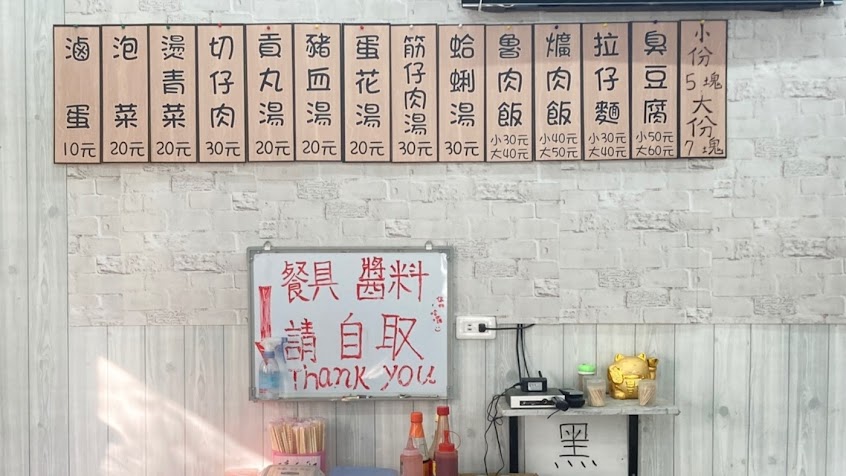 滷蛋
10元
泡菜
20元
燙青菜
20元
切仔肉
30元
貢丸湯
20元
豬血湯
20元
蛋花湯
20元
筋仔肉湯
30元
蛤蜊湯
30元
魯肉飯
小30元
大40元
爌肉飯
小40元
大50元
拉仔麵
小30元
大40元
臭豆腐
小50元
大60元
小份5塊
大份7塊
餐具 醬料
請自取
Thank you
黑